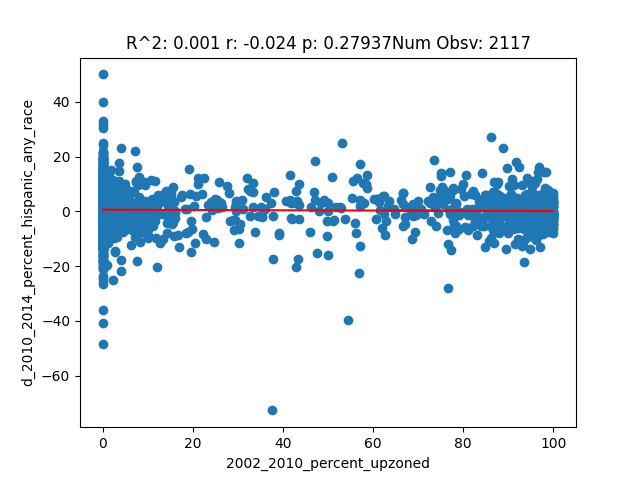 R^2: 0.001 r: -0.024 p: 0.27937Num Obsv: 2117
d_2010_2014_percent_hispanic_any_race
40
20
0
−20
−40
−60
0 20 40 60 80 100
2002_2010_percent_upzoned